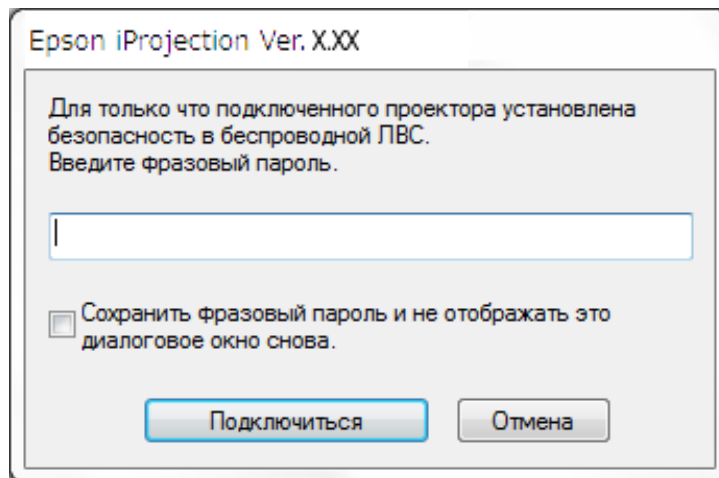 Epson iProjection Ver. X.XX
Для только что подключенного проектора установлена
безопасность в беспроводной ЛВС.
Введите фразовый пароль.
Сохранить фразовый пароль и не отображать это
диалоговое окно снова.
Подключиться
Отмена